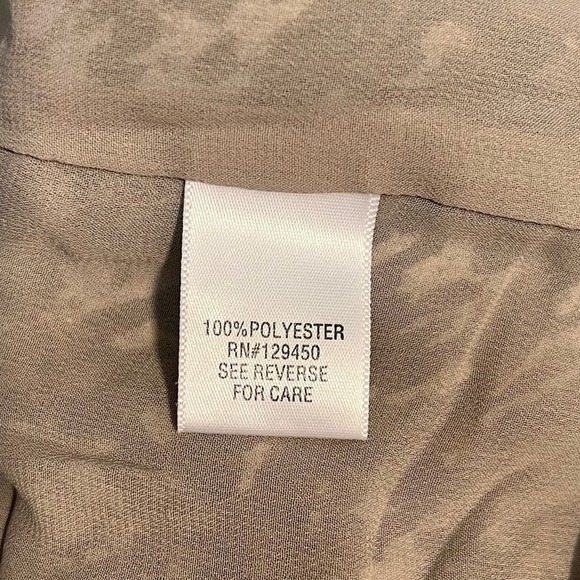 100%POLYESTER
RN#129450
SEE REVERSE
FOR CARE